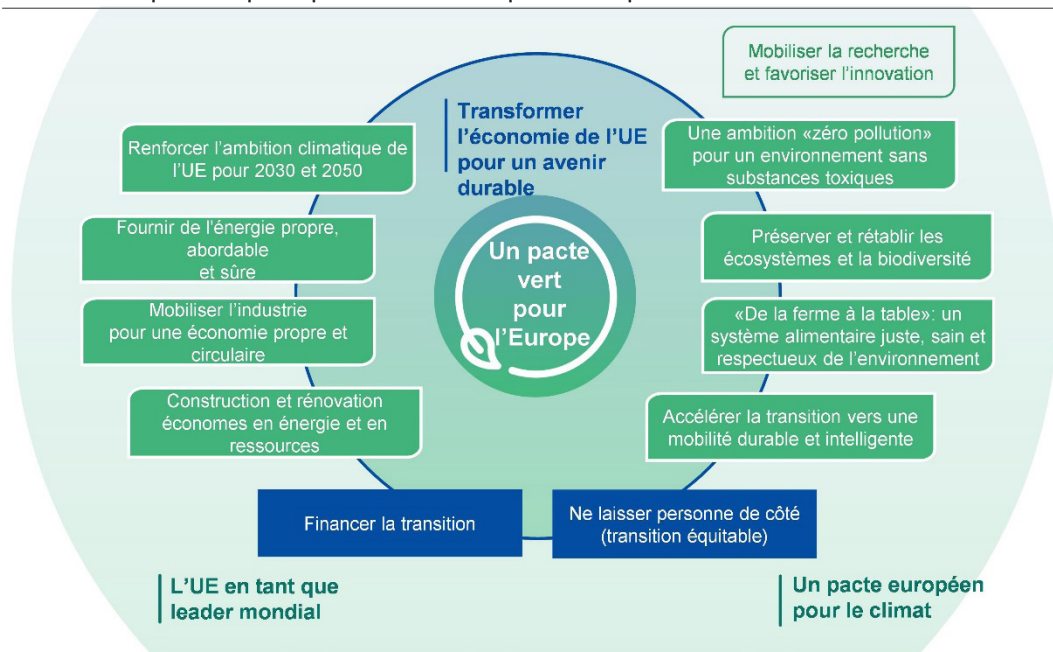 Mobiliser la recherche
et favoriser l'innovation
Transformer
l'économie de l'UE
pour un avenir
durable
Renforcer l'ambition climatique de
l'UE pour 2030 et 2050
Fournir de l'énergie propre,
abordable
et sûre
Mobiliser l'industrie
pour une économie propre et
circulaire
Construction et rénovation
économes en énergie et en
ressources
Un pacte
vert
pour
l'Europe
Une ambition «zéro pollution»
pour un environnement sans
substances toxiques
Préserver et rétablir les
écosystèmes et la biodiversité
«De la ferme à la table»: un
système alimentaire juste, sain et
respectueux de l'environnement
Accélérer la transition vers une
mobilité durable et intelligente
Financer la transition
Ne laisser personne de côté
(transition équitable)
L'UE en tant que
leader mondial
Un pacte européen
pour le climat